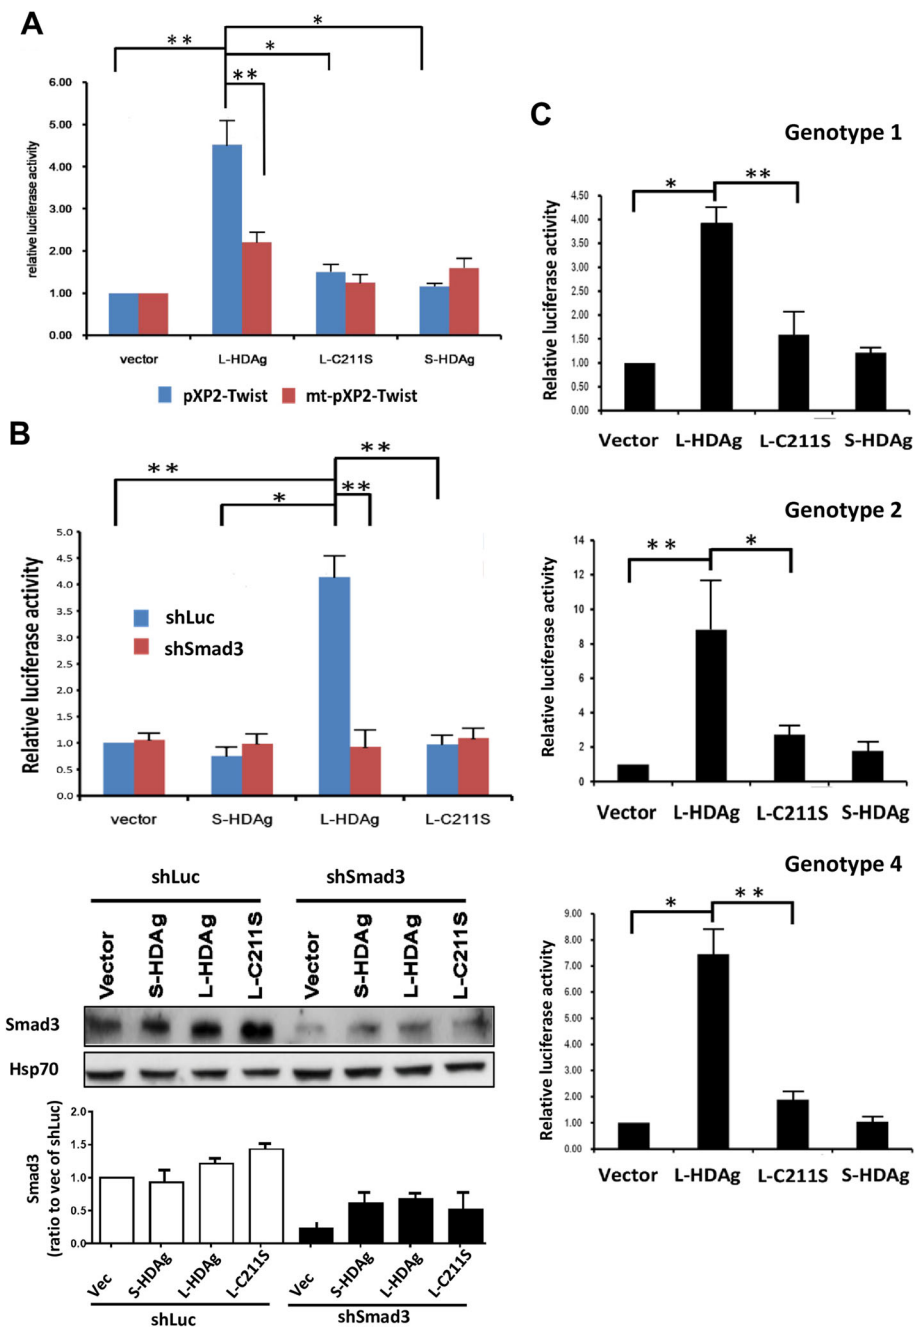 A
** * *
**
6.00
5.00
4.00
3.00
2.00
1.00
0.00
relative luciferase activity
vector L-HDAg L-C211S S-HDAg
pXP2-Twist mt-pXP2-Twist
B
** **
* **
5.0
4.5
4.0
3.5
3.0
2.5
2.0
1.5
1.0
0.5
0.0
Relative luciferase activity
shLuc
shSmad3
vector S-HDAg L-HDAg L-C211S
shLuc shSmad3
Vector S-HDAg L-HDAg L-C211S Vector S-HDAg L-HDAg L-C211S
Smad3
Hsp70
2.0
1.5
1.0
0.5
0.0
Smad3
(ratio to vec of shLuc)
Vec S-HDAg L-HDAg L-C211S Vec S-HDAg L-HDAg L-C211S
shLuc shSmad3
C
Genotype 1
* **
4.50
4.00
3.50
3.00
2.50
2.00
1.50
1.00
0.50
0.00
Relative luciferase activity
Vector L-HDAg L-C211S S-HDAg
Genotype 2
** *
14
12
10
8
6
4
2
0
Relative luciferase activity
Vector L-HDAg L-C211S S-HDAg
Genotype 4
* **
9.00
8.00
7.00
6.00
5.00
4.00
3.00
2.00
1.00
0.00
Relative luciferase activity
Vector L-HDAg L-C211S S-HDAg